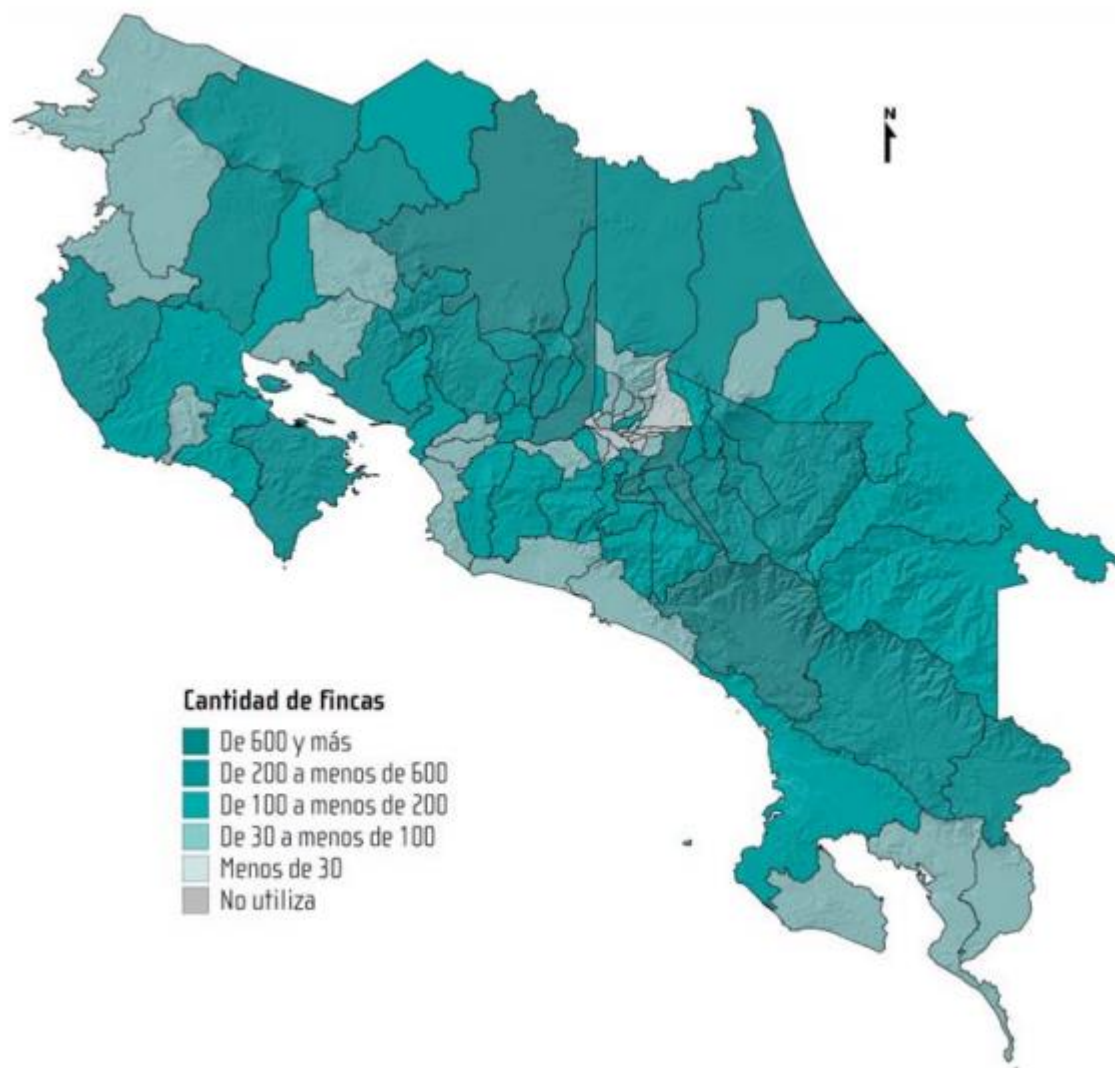 N
Cantidad de fincas
De 600 y más
De 200 a menos de 600
De 100 a menos de 200
De 30 a menos de 100
Menos de 30
No utiliza